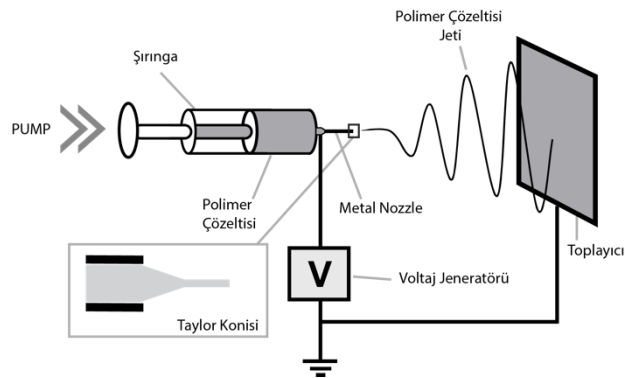 Polimer Çözeltisi
Jeti
Şırınga
PUMP
Polimer
Çözeltisi
Metal Nozzle
Toplayıcı
V
Voltaj Jeneratörü
Taylor Konisi